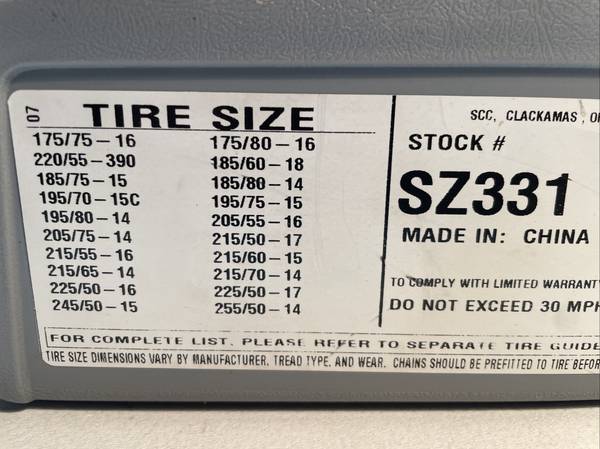 07
TIRE SIZE
175/75 – 16
220/55 – 390
185/75 – 15
195/70 – 15C
195/80 – 14
205/75 – 14
215/55 – 16
215/65 – 14
225/50 – 16
245/50 – 15
175/80 – 16
185/60 – 18
185/80 – 14
195/75 – 15
205/55 – 16
215/50 – 17
215/60 – 15
215/70 – 14
225/50 – 17
255/50 – 14
SCC, CLACKAMAS,
STOCK #
SZ331
MADE IN: CHINA
TO COMPLY WITH LIMITED WARRANT
DO NOT EXCEED 30 MPH
FOR COMPLETE LIST, PLEASE REFER TO SEPARATE TIRE GUIDE
TIRE SIZE DIMENSIONS VARY BY MANUFACTURER, TREAD TYPE, AND WEAR. CHAINS SHOULD BE PREFITTED TO TIRE BEFOR